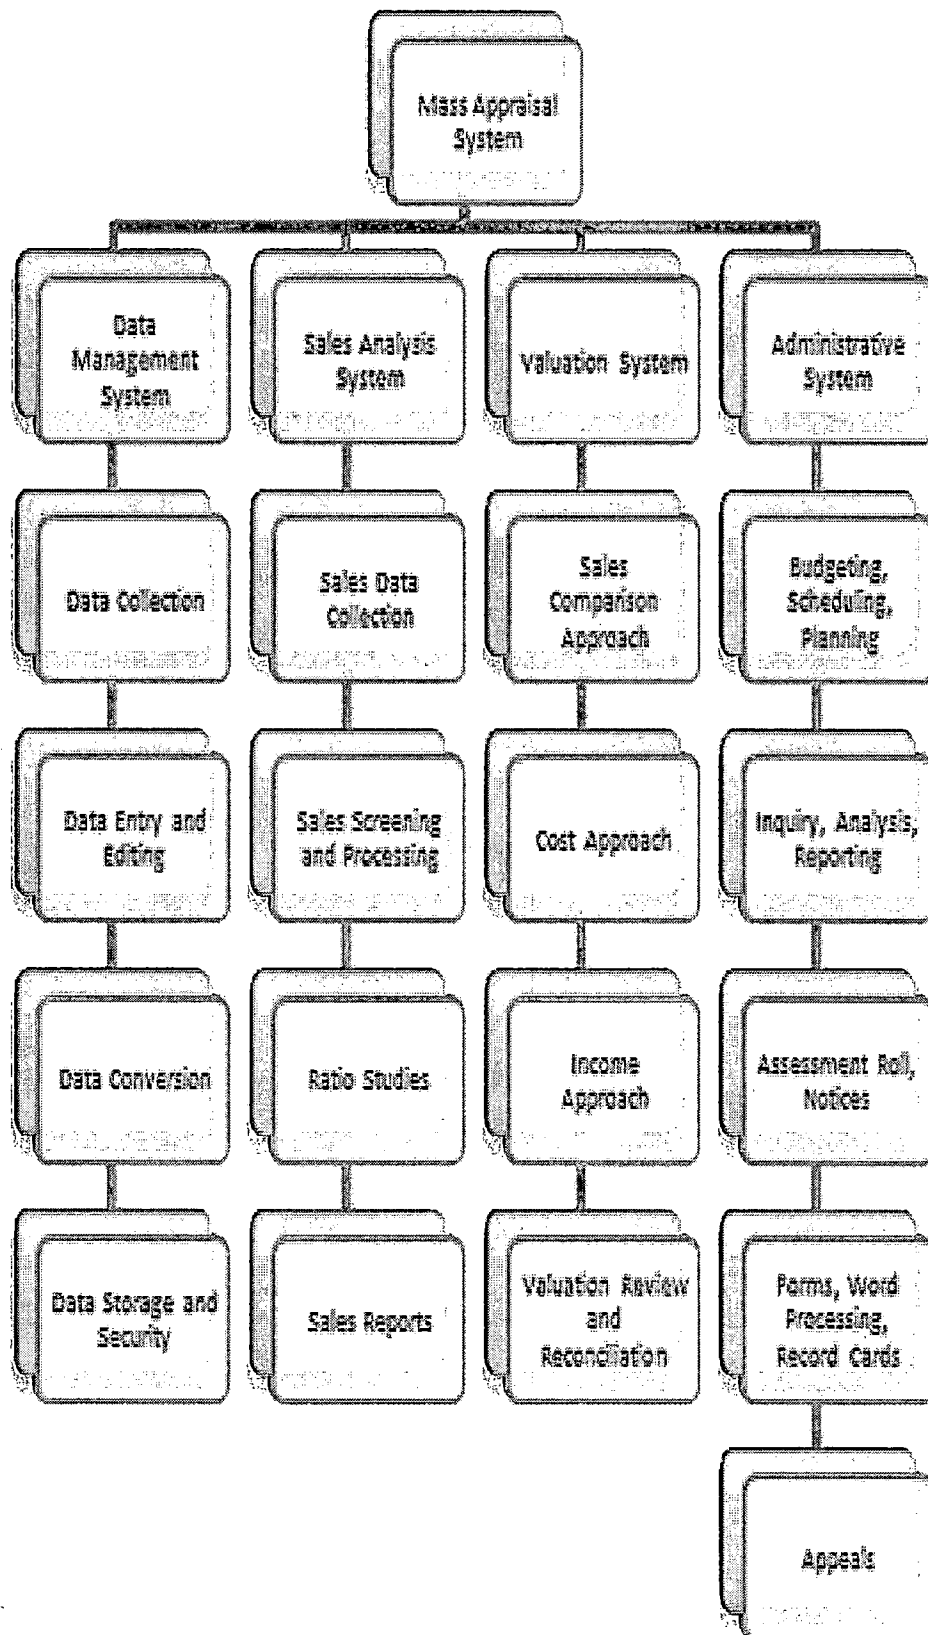 Mass Appraisal
System
Data
Management
System
Sales Analysis
System
Valuation System
Administrative
System
Data Collection
Sales Data
Collection
Sales
Comparison
Approach
Budgeting,
Scheduling,
Planning
Data Entry and
Editing
Sales Screening
and Processing
Cost Approach
Inquiry, Analysis,
Reporting
Data Conversion
Ratio Studies
Income
Approach
Assessment Roll,
Notices
Data Storage and
Security
Sales Reports
Valuation Review
and
Reconciliation
Forms, Word
Processing,
Record Cards
Appeals